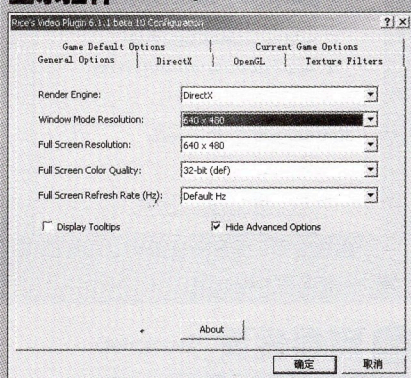 Rice's Video Plugin 6.1.1 beta 10 Configuration
Game Default Options
Current Game Options
General Options
DirectX
OpenGL
Texture Filters
Render Engine:
DirectX
Window Mode Resolution:
640 x 480
Full Screen Resolution:
640 x 480
Full Screen Color Quality:
32-bit (def)
Full Screen Refresh Rate (Hz):
Default Hz
Display Tooltips
Hide Advanced Options
About
确定
取消